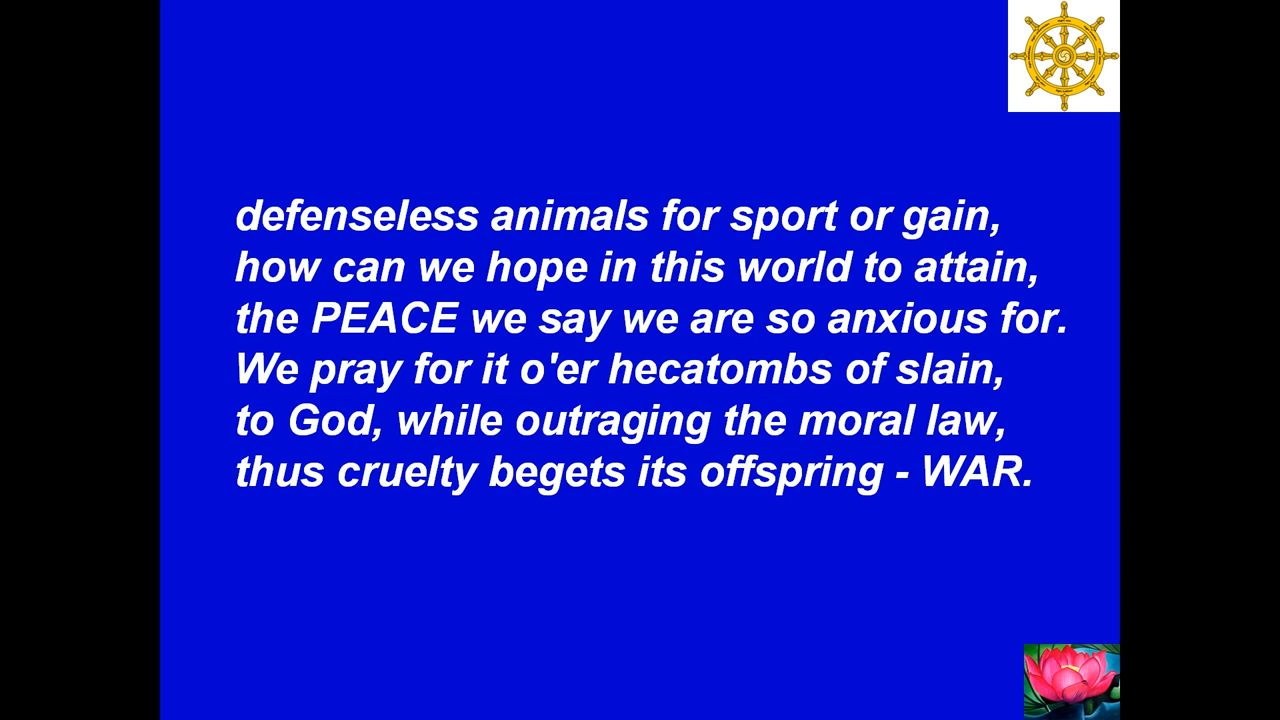 defenseless animals for sport or gain,
how can we hope in this world to attain,
the PEACE we say we are so anxious for.
We pray for it o'er hecatombs of slain,
to God, while outraging the moral law,
thus cruelty begets its offspring - WAR.